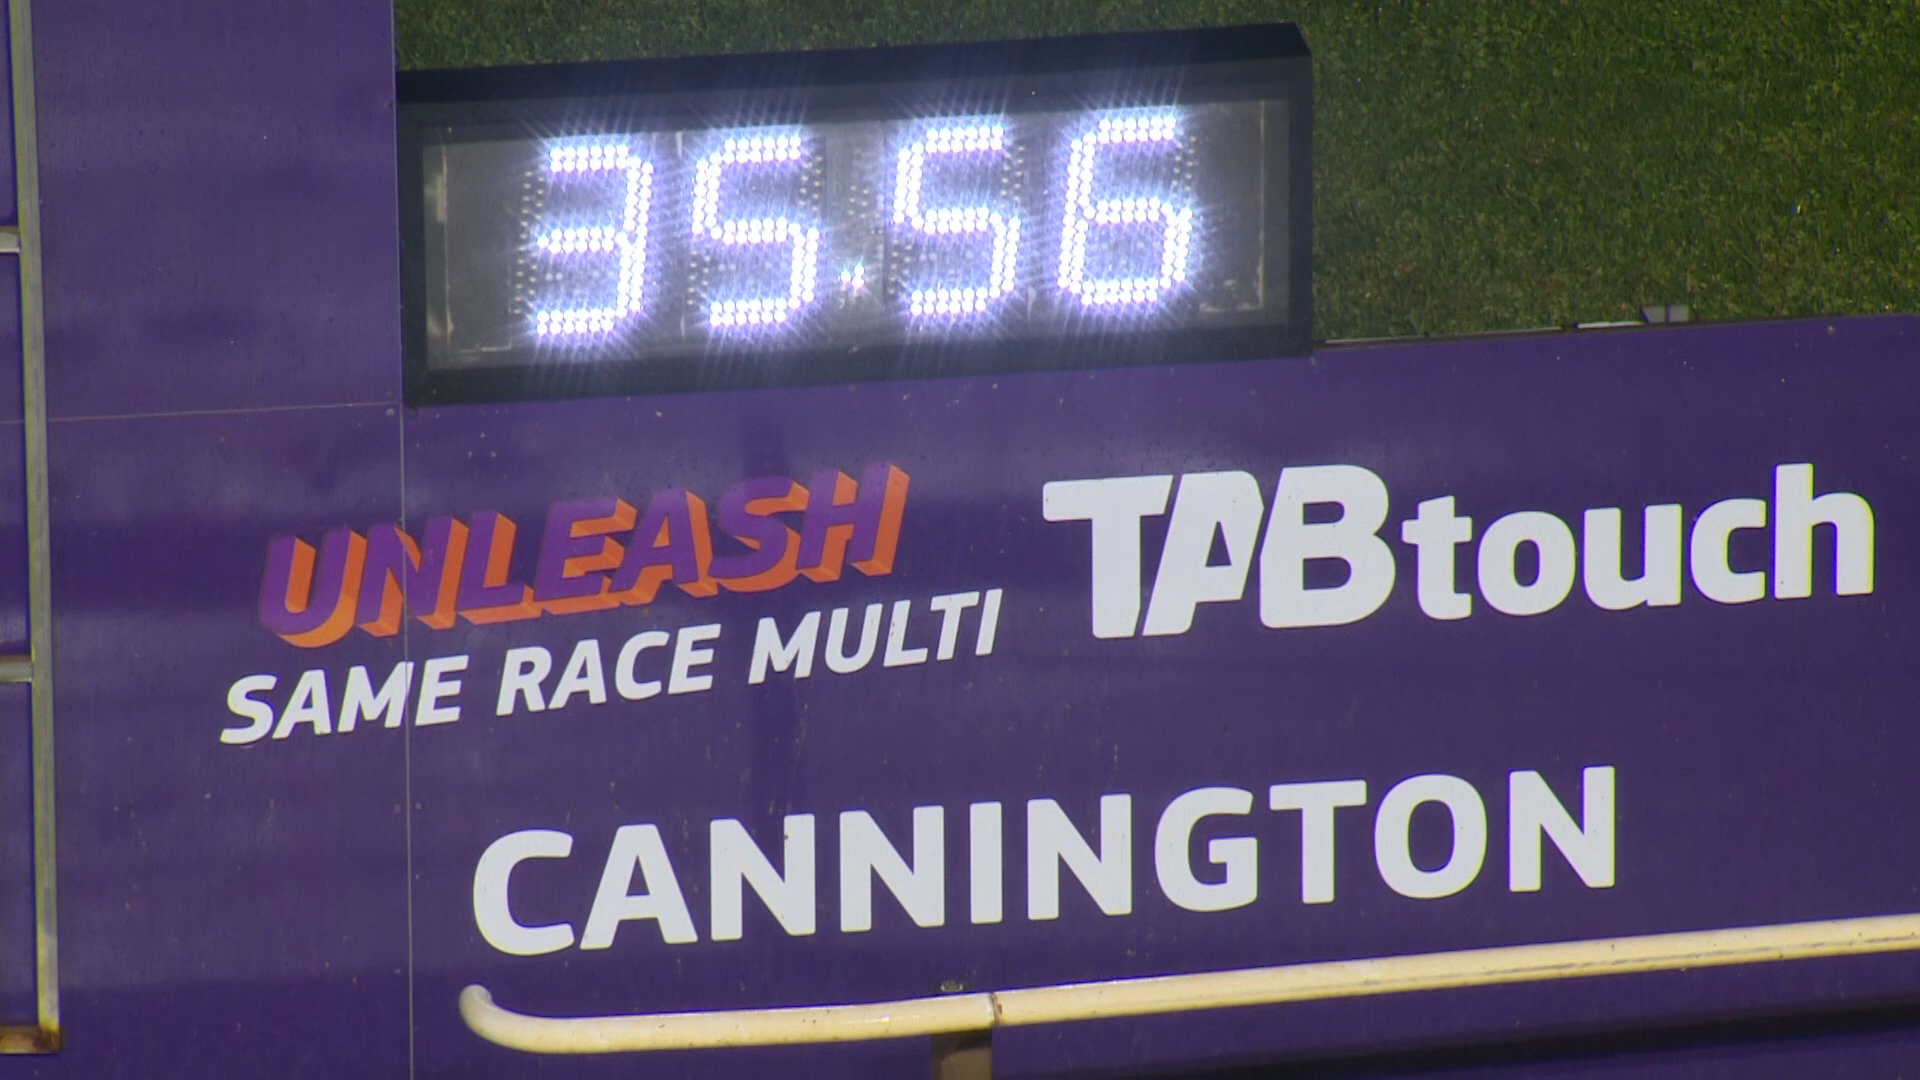 35.56
UNLEASH
SAME RACE MULTI
TABtouch
CANNINGTON